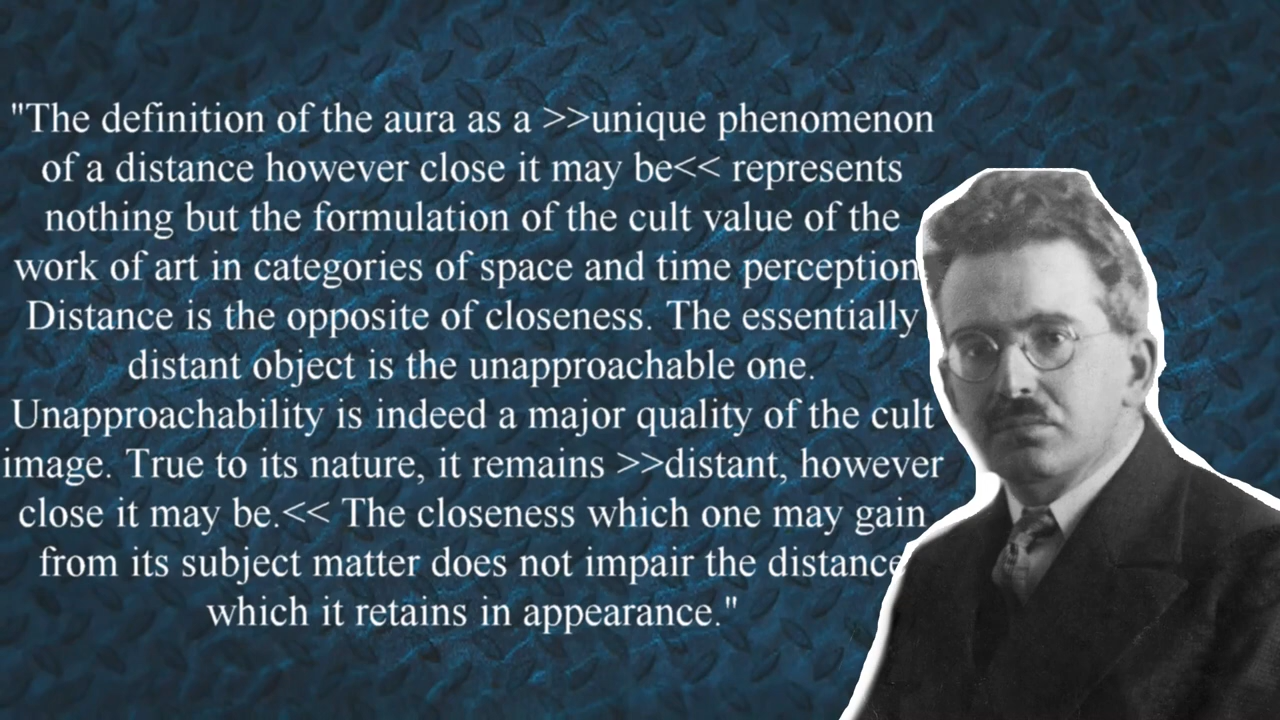 "The definition of the aura as a >>unique phenomenon
of a distance however close it may be<< represents
nothing but the formulation of the cult value of the
work of art in categories of space and time perception.
Distance is the opposite of closeness. The essentially
distant object is the unapproachable one.
Unapproachability is indeed a major quality of the cult
image. True to its nature, it remains >>distant, however
close it may be.<< The closeness which one may gain
from its subject matter does not impair the distance
which it retains in appearance."